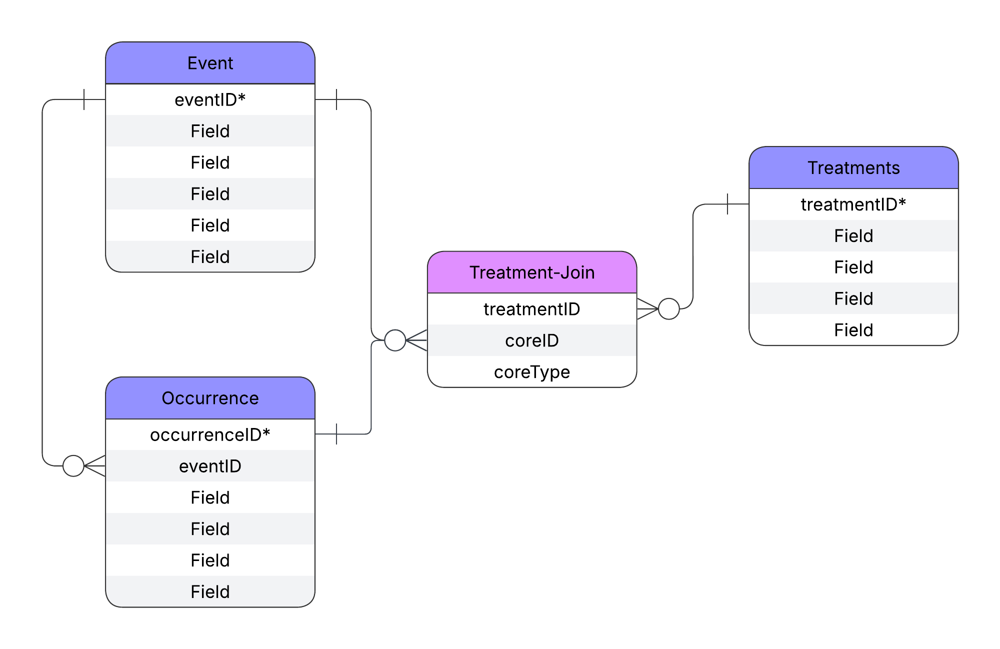 Event
eventID*
Field
Field
Field
Field
Field
Occurrence
occurrenceID*
eventID
Field
Field
Field
Field
Treatment-Join
treatmentID
coreID
coreType
Treatments
treatmentID*
Field
Field
Field
Field